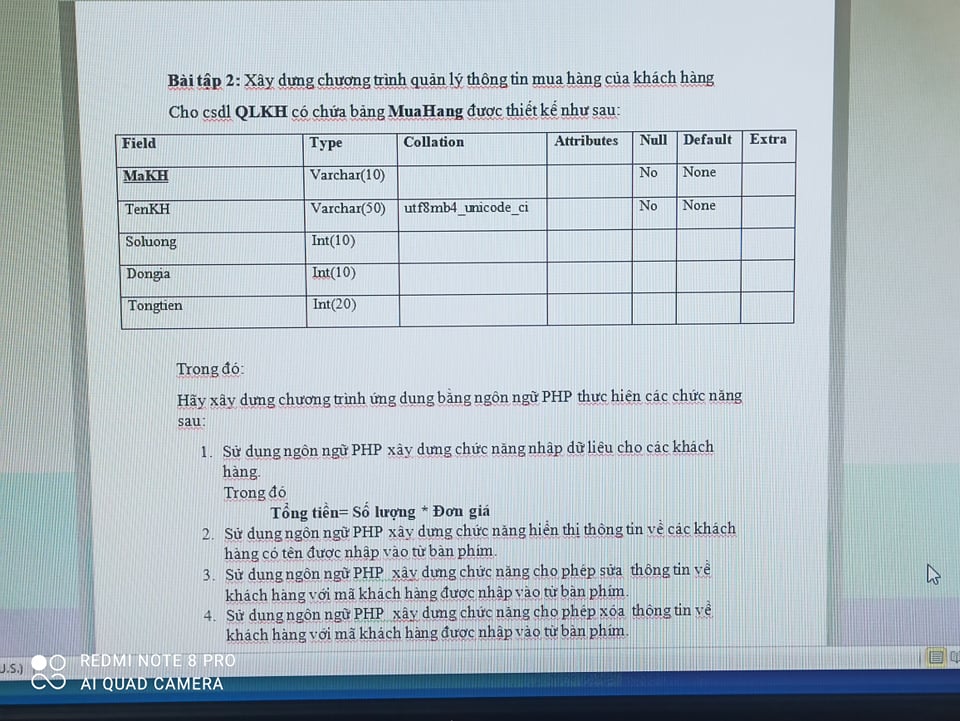 Bài tập 2: Xây dựng chương trình quản lý thông tin mua hàng của khách hàng
Cho csdl QLKH có chứa bảng MuaHang được thiết kế như sau:
Field Type Collation Attributes Null Default Extra
MaKH Varchar(10) No None
TenKH Varchar(50) utf8mb4_unicode_ci No None
Soluong Int(10)
Dongia Int(10)
Tongtien Int(20)
Trong đó:
Hãy xây dựng chương trình ứng dụng bằng ngôn ngữ PHP thực hiện các chức năng
sau:
1. Sử dụng ngôn ngữ PHP xây dựng chức năng nhập dữ liệu cho các khách
hàng.
Trong đó
Tổng tiền= Số lượng * Đơn giá
2. Sử dụng ngôn ngữ PHP xây dựng chức năng hiển thị thông tin về các khách
hàng có tên được nhập vào từ bàn phím.
3. Sử dụng ngôn ngữ PHP xây dựng chức năng cho phép sửa thông tin về
khách hàng với mã khách hàng được nhập vào từ bàn phím.
4. Sử dụng ngôn ngữ PHP xây dựng chức năng cho phép xóa thông tin về
khách hàng với mã khách hàng được nhập vào từ bàn phím.
J.S.)
REDMI NOTE 8 PRO
AI QUAD CAMERA